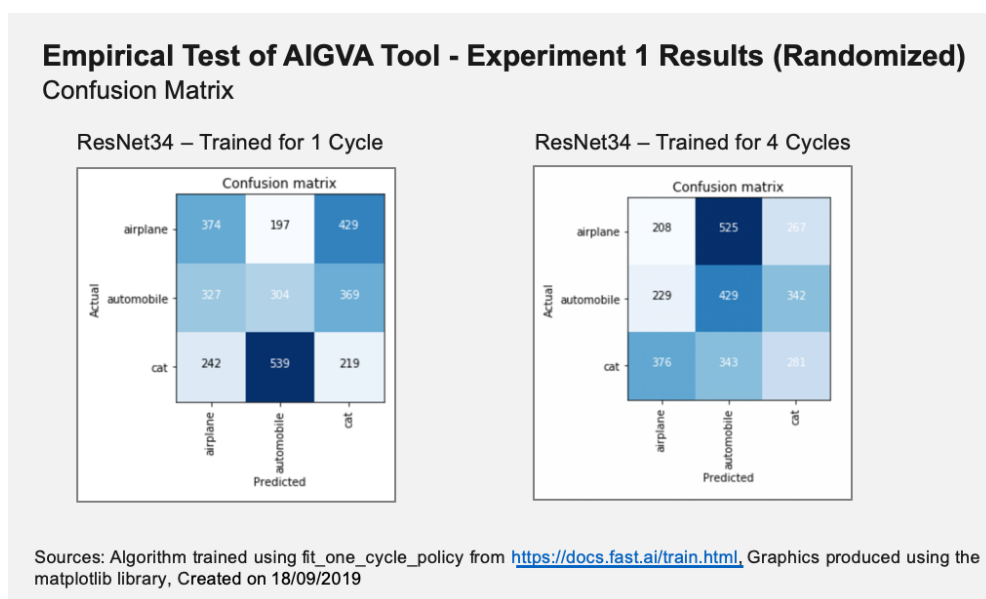 Empirical Test of AIGVA Tool - Experiment 1 Results (Randomized)
Confusion Matrix
ResNet34 – Trained for 1 Cycle
Confusion matrix
Actual
airplane 374 197 429
automobile 327 304 369
cat 242 539 219
airplane automobile cat
Predicted
ResNet34 – Trained for 4 Cycles
Confusion matrix
Actual
airplane 208 525 267
automobile 229 429 342
cat 376 343 281
airplane automobile cat
Predicted
Sources: Algorithm trained using fit_one_cycle_policy from https://docs.fast.ai/train.html, Graphics produced using the
matplotlib library, Created on 18/09/2019